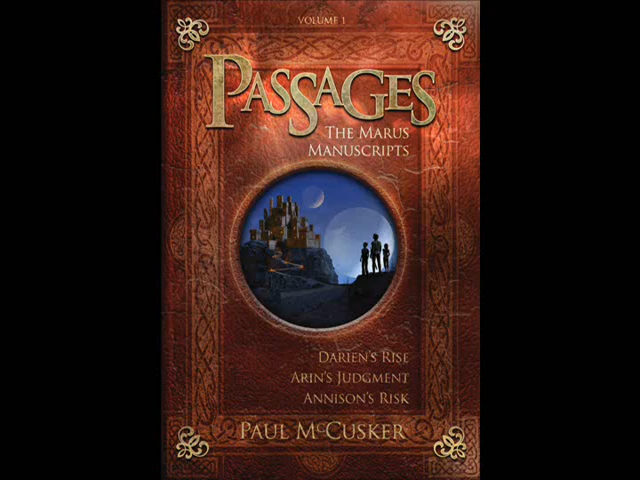 VOLUME 1
PASSAGES
THE MARUS
MANUSCRIPTS
DARIEN'S RISE
ARIN'S JUDGMENT
ANNISON'S RISK
PAUL MCCUSKER